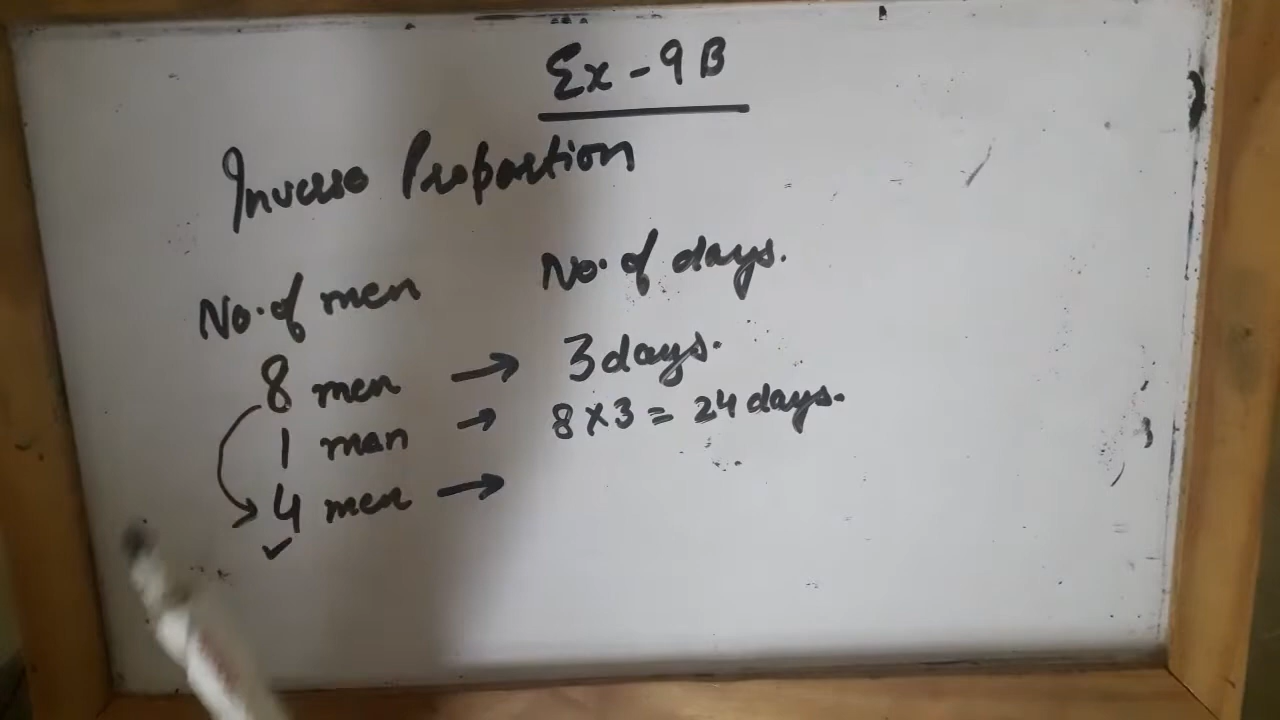 Ex - 9B
Inverse Proportion
No. of men No. of days.
8 men → 3 days.
1 man → 8 × 3 = 24 days.
4 men →